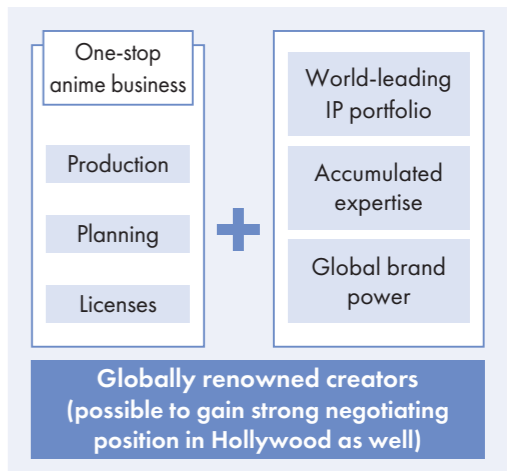 One-stop
anime business
Production
Planning
Licenses
+
World-leading
IP portfolio
Accumulated
expertise
Global brand
power
Globally renowned creators
(possible to gain strong negotiating
position in Hollywood as well)